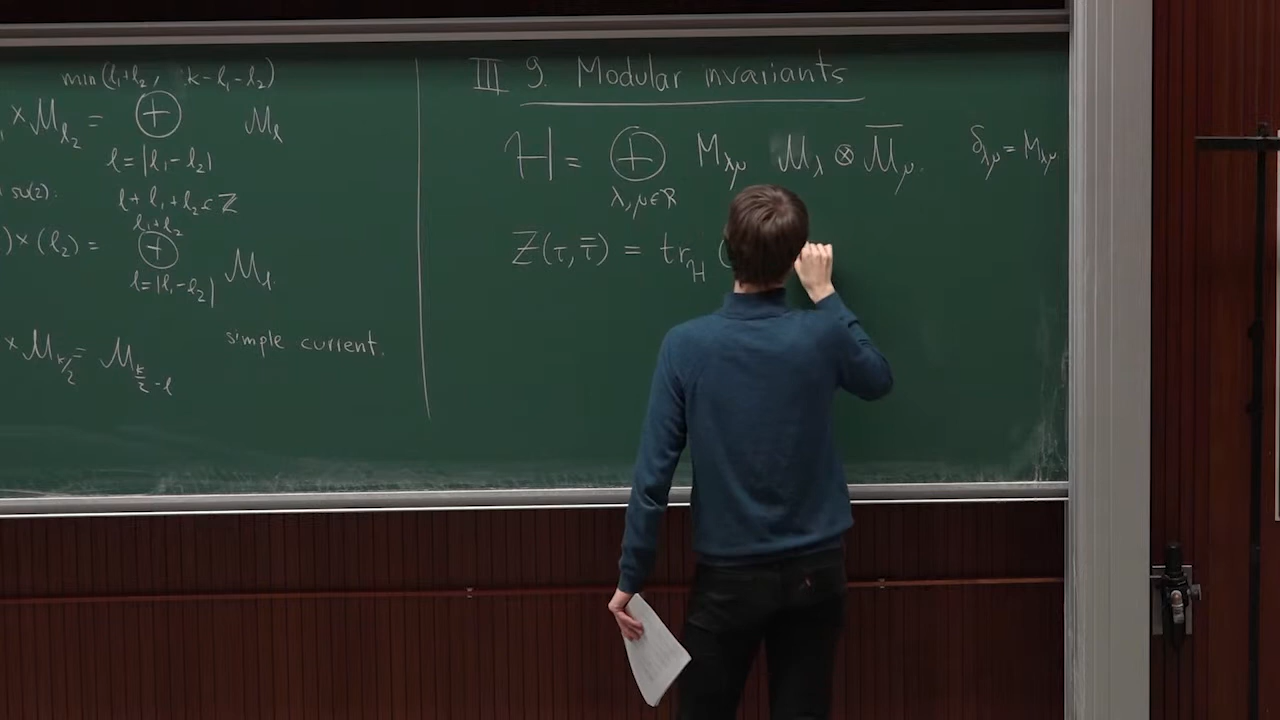 min(l₁+l₂, k-l₁-l₂)
× M_{l₂} = ⊕ M_l
l=|l₁-l₂|
su(2): l+l₁+l₂∈ℤ
l₁+l₂
)×(l₂) = ⊕ M_l.
l=|l₁-l₂|
× M_{k/2} = M_{k/2-l} simple current.
III 9. Modular invariants
H = ⊕ M_{λμ} M_λ ⊗ \overline{M}_μ. δ_{λμ} = M_{λμ}.
λ,μ∈R
Z(τ,τ̄) = tr_H (